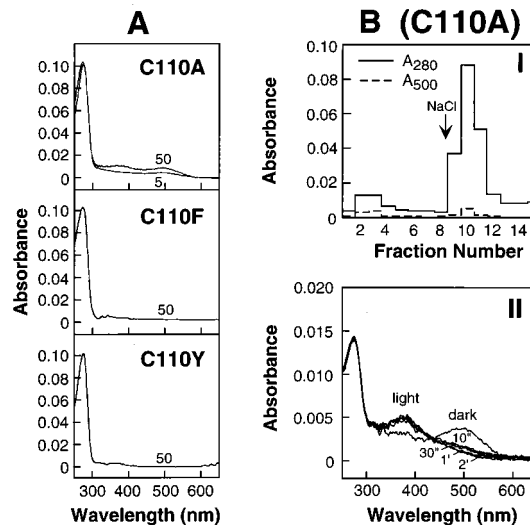 A
B (C110A)
Absorbance
0.10
0.08
0.06
0.04
0.02
0
C110A
50
5
0.10
0.08
0.06
0.04
0.02
0
C110F
50
0.10
0.08
0.06
0.04
0.02
0
C110Y
50
300 400 500 600
Wavelength (nm)
I
Absorbance
0.10
0.08
0.04
0.02
0
A280
A500
NaCl
2 4 6 8 10 12 14
Fraction Number
II
Absorbance
0.020
0.015
0.010
0.005
0
light
dark
10"
30"
1'
2'
300 400 500 600
Wavelength (nm)